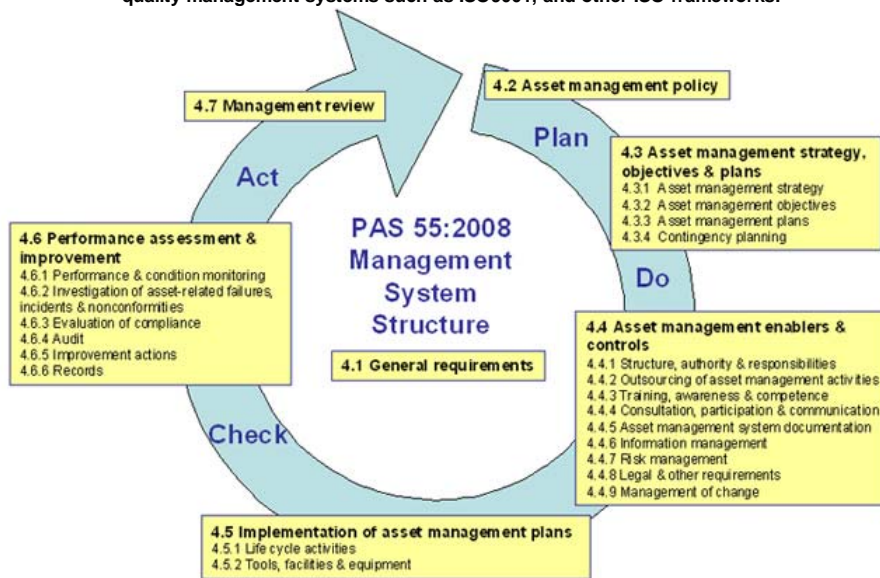 quality management systems such as ISO9001, and other ISO frameworks.
4.7 Management review
4.2 Asset management policy
Plan
4.3 Asset management strategy,
objectives & plans
4.3.1 Asset management strategy
4.3.2 Asset management objectives
4.3.3 Asset management plans
4.3.4 Contingency planning
Act
PAS 55:2008
Management
System
Structure
4.1 General requirements
Do
4.6 Performance assessment &
improvement
4.6.1 Performance & condition monitoring
4.6.2 Investigation of asset-related failures,
incidents & nonconformities
4.6.3 Evaluation of compliance
4.6.4 Audit
4.6.5 Improvement actions
4.6.6 Records
4.4 Asset management enablers &
controls
4.4.1 Structure, authority & responsibilities
4.4.2 Outsourcing of asset management activities
4.4.3 Training, awareness & competence
4.4.4 Consultation, participation & communication
4.4.5 Asset management system documentation
4.4.6 Information management
4.4.7 Risk management
4.4.8 Legal & other requirements
4.4.9 Management of change
Check
4.5 Implementation of asset management plans
4.5.1 Life cycle activities
4.5.2 Tools, facilities & equipment